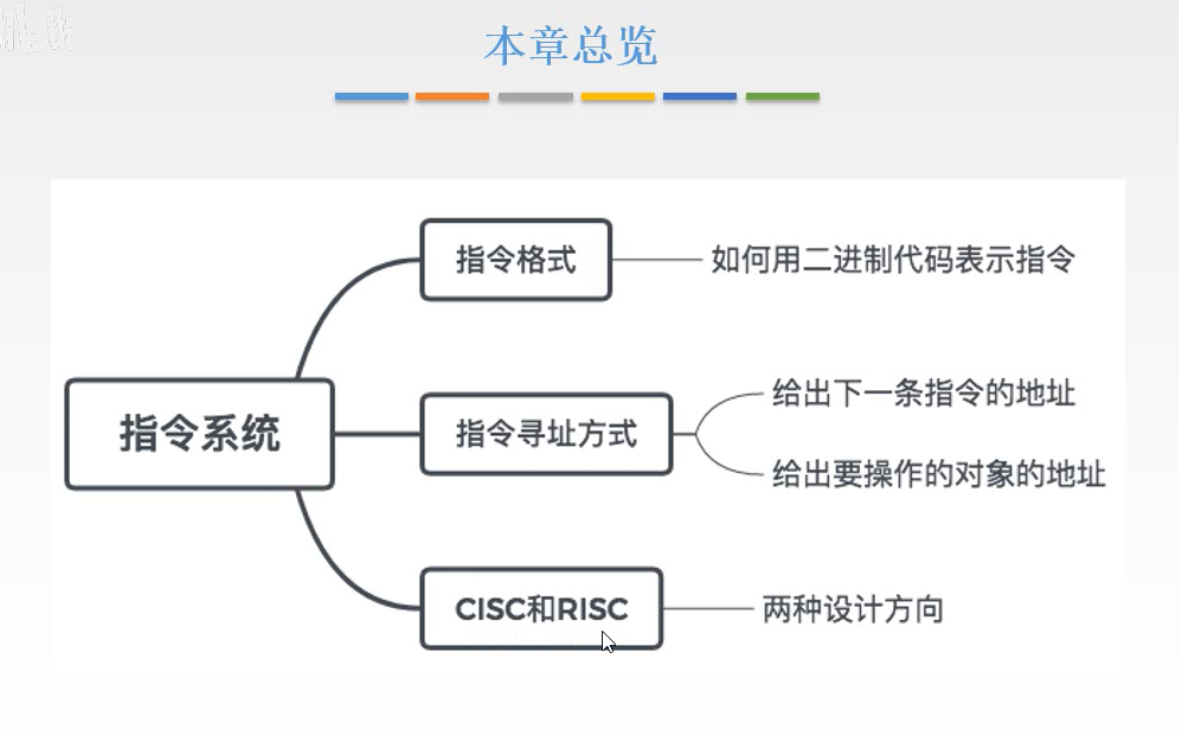 本章总览
指令格式
如何用二进制代码表示指令
指令系统
指令寻址方式
给出下一条指令的地址
给出要操作的对象的地址
CISC和RISC
两种设计方向